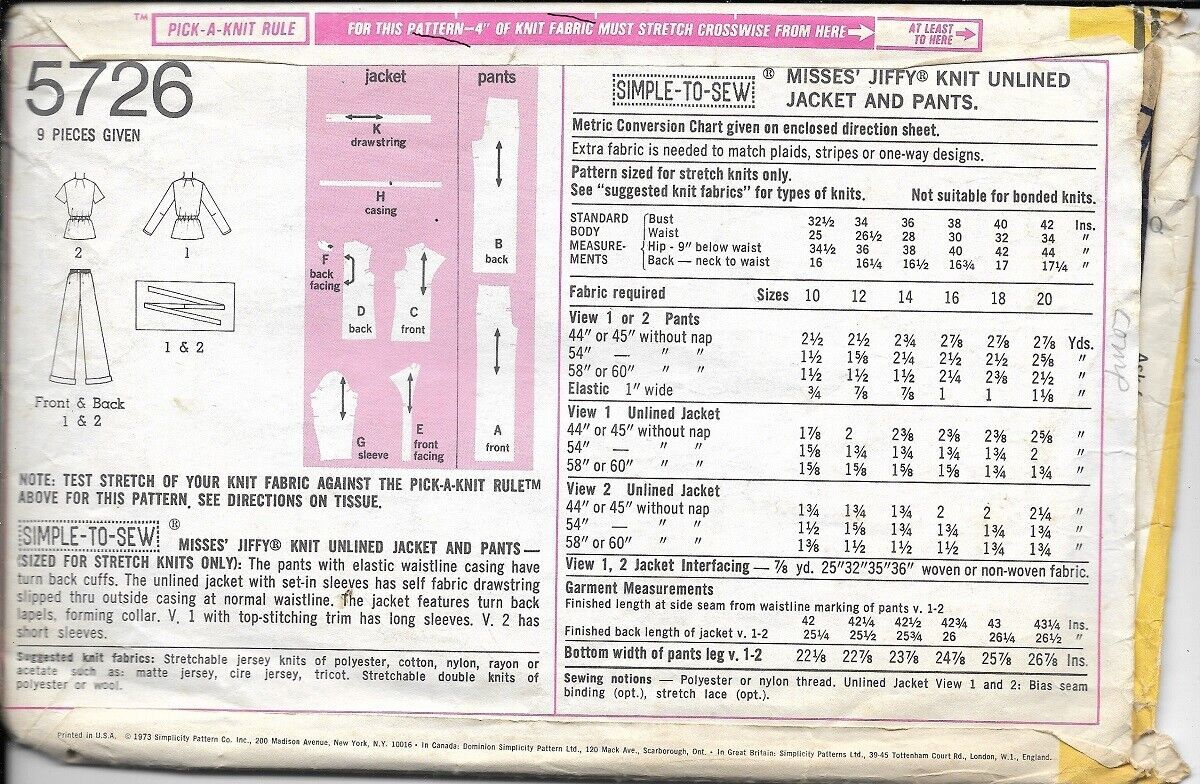 ™ PICK-A-KNIT RULE
FOR THIS PATTERN—4" OF KNIT FABRIC MUST STRETCH CROSSWISE FROM HERE
AT LEAST
TO HERE
5726
9 PIECES GIVEN
2
1
1 & 2
Front & Back
1 & 2
jacket
pants
K
drawstring
H
casing
F
back
facing
D
back
C
front
B
back
G
sleeve
E
front
facing
A
front
NOTE: TEST STRETCH OF YOUR KNIT FABRIC AGAINST THE PICK-A-KNIT RULE™
ABOVE FOR THIS PATTERN, SEE DIRECTIONS ON TISSUE.
SIMPLE-TO-SEW ®
MISSES' JIFFY® KNIT UNLINED JACKET AND PANTS—
(SIZED FOR STRETCH KNITS ONLY): The pants with elastic waistline casing have
turn back cuffs. The unlined jacket with set-in sleeves has self fabric drawstring
slipped thru outside casing at normal waistline. The jacket features turn back
lapels, forming collar. V. 1 with top-stitching trim has long sleeves. V. 2 has
short sleeves.
Suggested knit fabrics: Stretchable jersey knits of polyester, cotton, nylon, rayon or
acetate such as: matte jersey, cire jersey, tricot. Stretchable double knits of
polyester or wool.
SIMPLE-TO-SEW ® MISSES' JIFFY® KNIT UNLINED
JACKET AND PANTS.
Metric Conversion Chart given on enclosed direction sheet.
Extra fabric is needed to match plaids, stripes or one-way designs.
Pattern sized for stretch knits only.
See "suggested knit fabrics" for types of knits. Not suitable for bonded knits.
STANDARD Bust 32½ 34 36 38 40 42 Ins.
BODY Waist 25 26½ 28 30 32 34 "
MEASURE- Hip - 9" below waist 34½ 36 38 40 42 44 "
MENTS Back — neck to waist 16 16¼ 16½ 16¾ 17 17¼ "
Fabric required Sizes 10 12 14 16 18 20
View 1 or 2 Pants
44" or 45" without nap 2½ 2½ 2¾ 2⅞ 2⅞ 2⅞ Yds.
54" — " " 1½ 1⅝ 2¼ 2½ 2½ 2⅝ "
58" or 60" " " 1½ 1½ 1½ 2¼ 2⅜ 2½ "
Elastic 1" wide ¾ ⅞ ⅞ 1 1 1⅛ "
View 1 Unlined Jacket
44" or 45" without nap 1⅞ 2 2⅜ 2⅜ 2⅜ 2⅝ "
54" — " " 1⅝ 1¾ 1¾ 1¾ 1¾ 2 "
58" or 60" " " 1⅝ 1⅝ 1⅝ 1⅝ 1¾ 1¾ "
View 2 Unlined Jacket
44" or 45" without nap 1¾ 1¾ 1¾ 2 2 2¼ "
54" — " " 1½ 1⅝ 1¾ 1¾ 1¾ 1¾ "
58" or 60" " " 1⅜ 1½ 1½ 1½ 1¾ 1¾ "
View 1, 2 Jacket Interfacing — ⅞ yd. 25"32"35"36" woven or non-woven fabric.
Garment Measurements
Finished length at side seam from waistline marking of pants v. 1-2
42 42¼ 42½ 42¾ 43 43¼ Ins.
Finished back length of jacket v. 1-2 25¼ 25½ 25¾ 26 26¼ 26½ "
Bottom width of pants leg v. 1-2 22⅛ 22⅞ 23⅞ 24⅞ 25⅞ 26⅞ Ins.
Sewing notions — Polyester or nylon thread. Unlined Jacket View 1 and 2: Bias seam
binding (opt.), stretch lace (opt.).
Printed in U.S.A. © 1973 Simplicity Pattern Co. Inc., 200 Madison Avenue, New York, N.Y. 10016 • In Canada: Dominion Simplicity Pattern Ltd., 120 Mack Ave., Scarborough, Ont. • In Great Britain: Simplicity Patterns Ltd., 39-45 Tottenham Court Rd., London, W.1., England.
comp